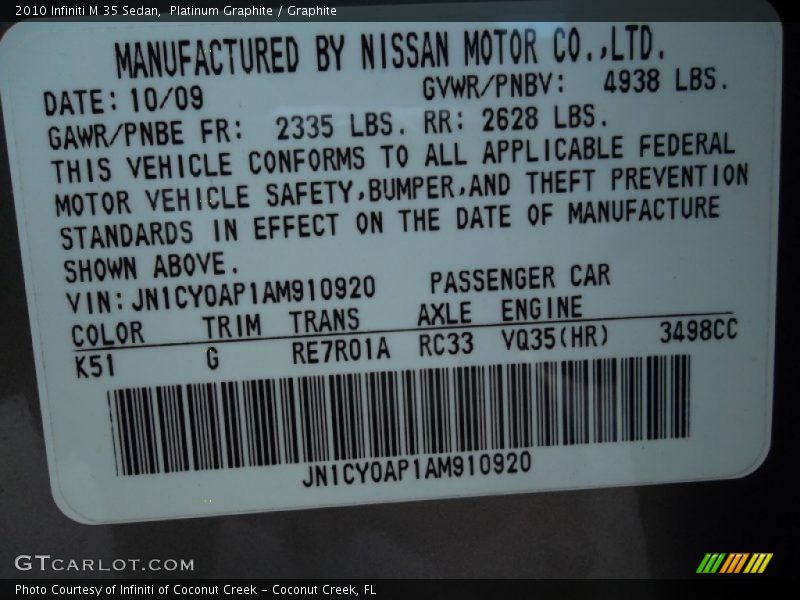 2010 Infiniti M 35 Sedan,  Platinum Graphite / Graphite
MANUFACTURED BY NISSAN MOTOR CO.,LTD.
DATE: 10/09 GVWR/PNBV: 4938 LBS.
GAWR/PNBE FR: 2335 LBS. RR: 2628 LBS.
THIS VEHICLE CONFORMS TO ALL APPLICABLE FEDERAL
MOTOR VEHICLE SAFETY,BUMPER,AND THEFT PREVENTION
STANDARDS IN EFFECT ON THE DATE OF MANUFACTURE
SHOWN ABOVE.
VIN: JN1CY0AP1AM910920 PASSENGER CAR
COLOR TRIM TRANS AXLE ENGINE
K51 G RE7R01A RC33 VQ35(HR) 3498CC
JN1CY0AP1AM910920
GTCARLOT.COM
Photo Courtesy of Infiniti of Coconut Creek - Coconut Creek, FL